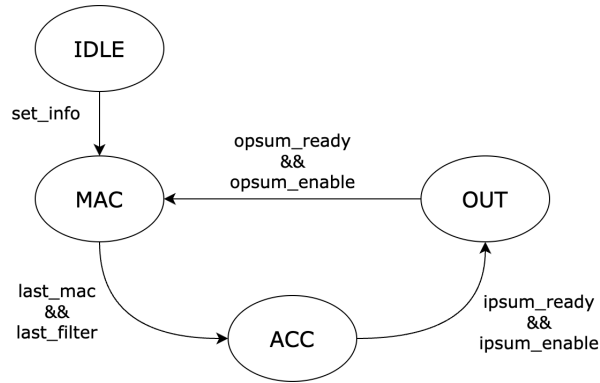 IDLE
set_info
opsum_ready
&&
opsum_enable
MAC
OUT
last_mac
&&
last_filter
ipsum_ready
&&
ipsum_enable
ACC